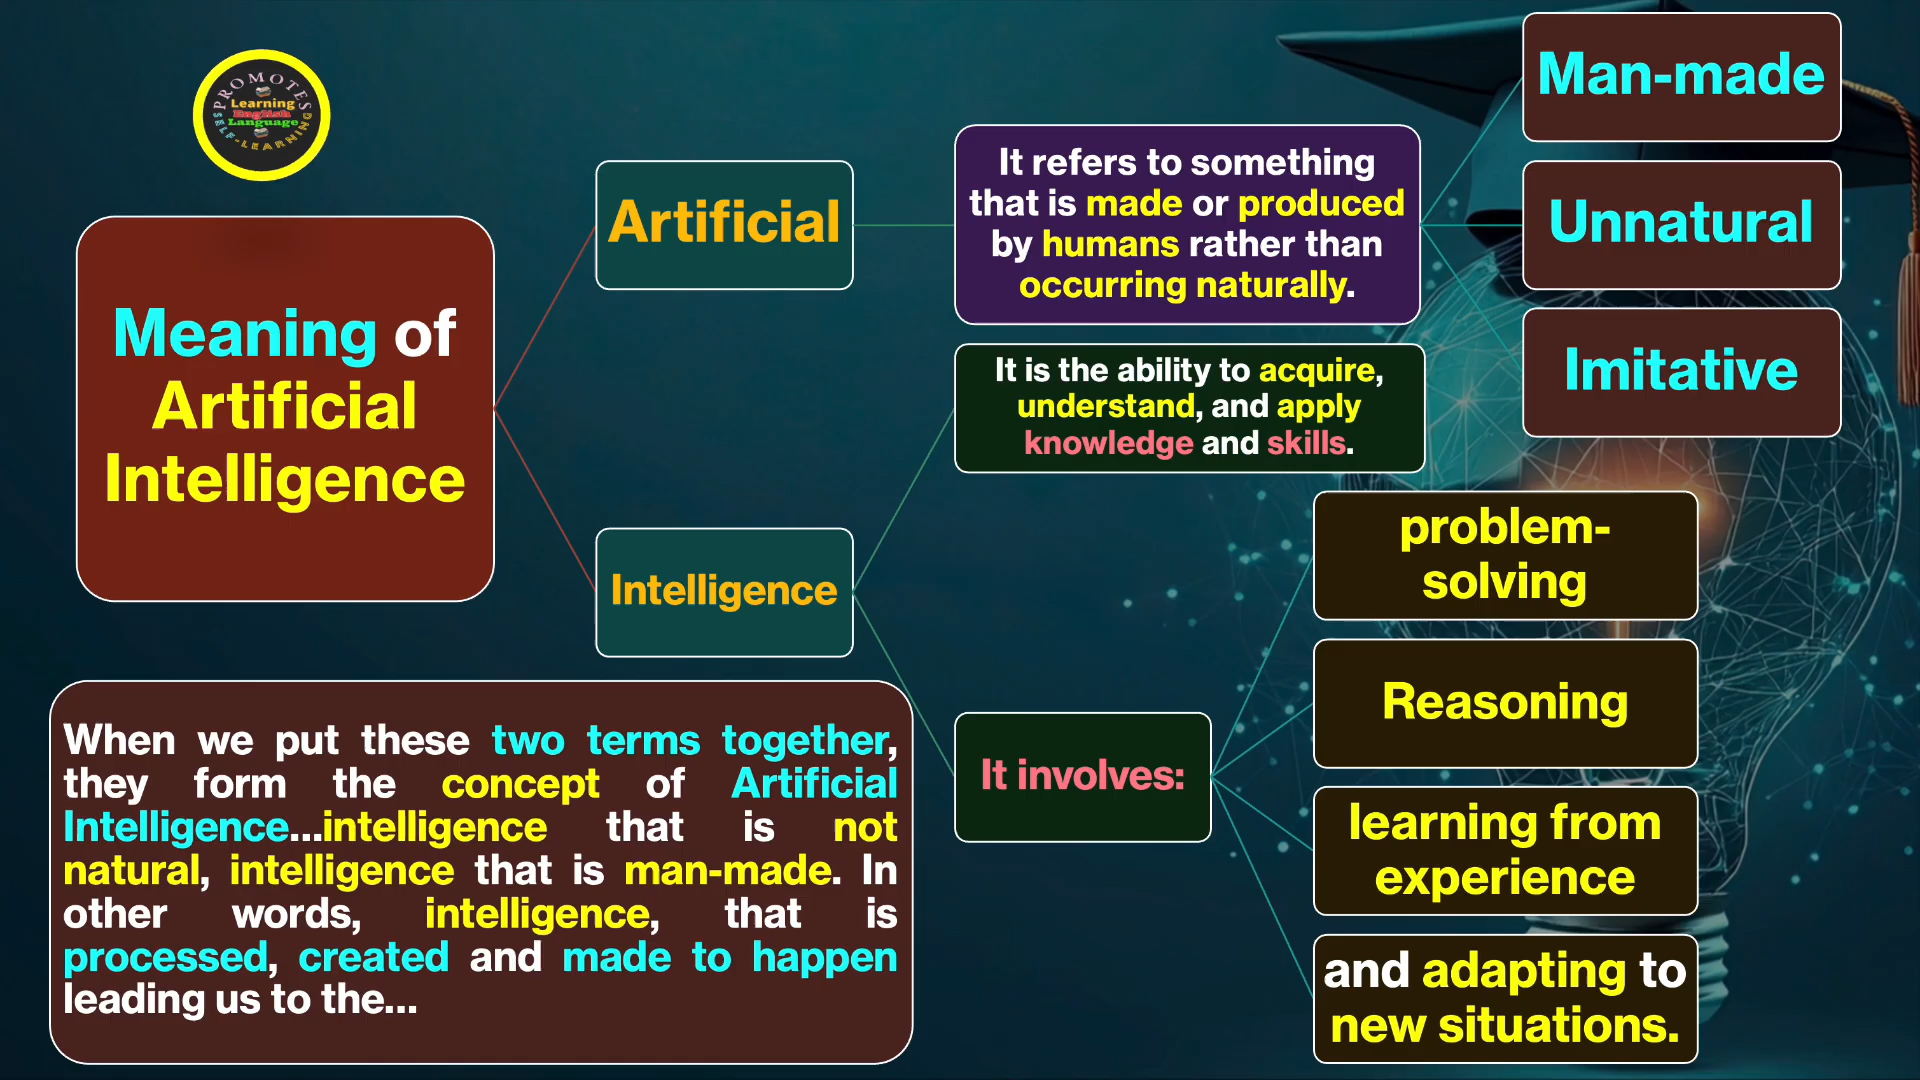 PROMOTES
Learning
English
Language
SELF-LEARNING
Meaning of
Artificial
Intelligence
Artificial
It refers to something
that is made or produced
by humans rather than
occurring naturally.
Man-made
Unnatural
Imitative
Intelligence
It is the ability to acquire,
understand, and apply
knowledge and skills.
It involves:
problem-
solving
Reasoning
learning from
experience
and adapting to
new situations.
When we put these two terms together,
they form the concept of Artificial
Intelligence...intelligence that is not
natural, intelligence that is man-made. In
other words, intelligence, that is
processed, created and made to happen
leading us to the...